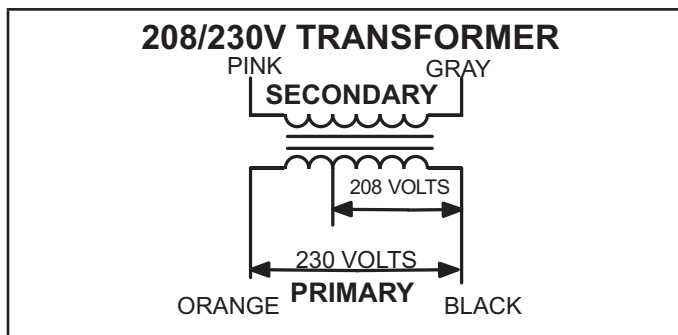 208/230V TRANSFORMER
PINK GRAY
SECONDARY
208 VOLTS
230 VOLTS
PRIMARY
ORANGE BLACK